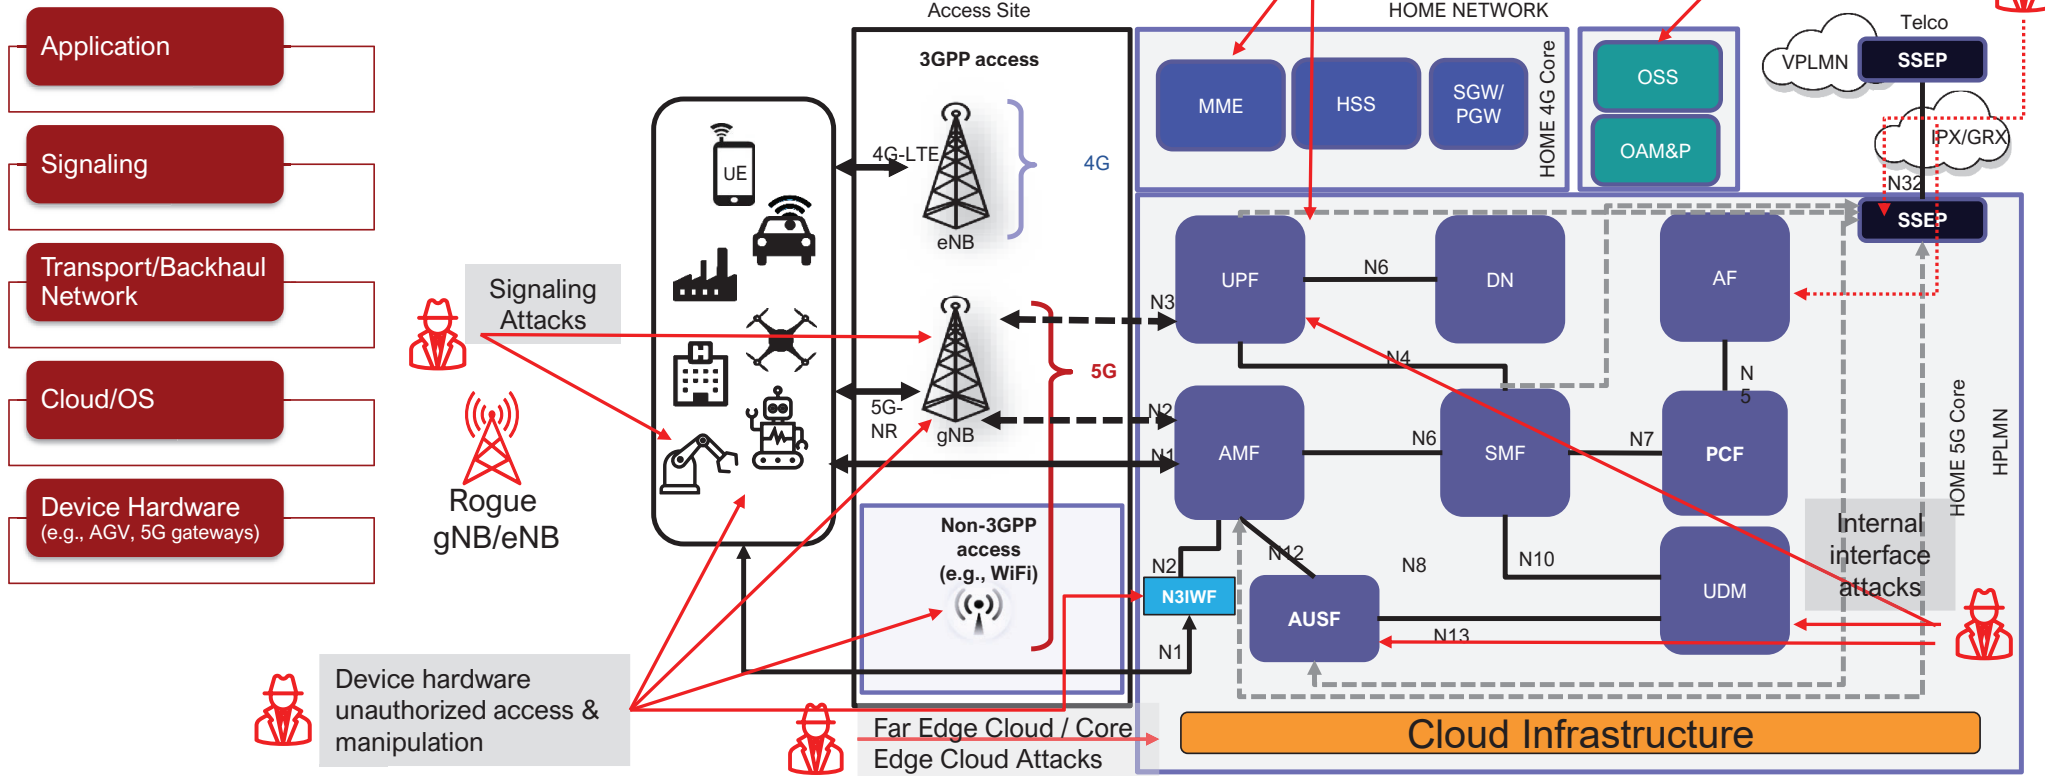 Application
Signaling
Transport/Backhaul
Network
Cloud/OS
Device Hardware
(e.g., AGV, 5G gateways)
Signaling
Attacks
Rogue
gNB/eNB
Device hardware
unauthorized access &
manipulation
Far Edge Cloud / Core
Edge Cloud Attacks
UE
Access Site
3GPP access
4G-LTE
eNB
4G
5G
5G-
NR
gNB
Non-3GPP
access
(e.g., WiFi)
HOME NETWORK
MME
HSS
SGW/
PGW
HOME 4G Core
OSS
OAM&P
Telco
VPLMN
SSEP
IPX/GRX
N32
SSEP
UPF
N6
DN
AF
N3
N4
N
5
N2
AMF
N6
SMF
N7
PCF
N1
HOME 5G Core
HPLMN
N2
N12
N8
N10
N3IWF
AUSF
UDM
N13
N1
Internal
interface
attacks
Cloud Infrastructure